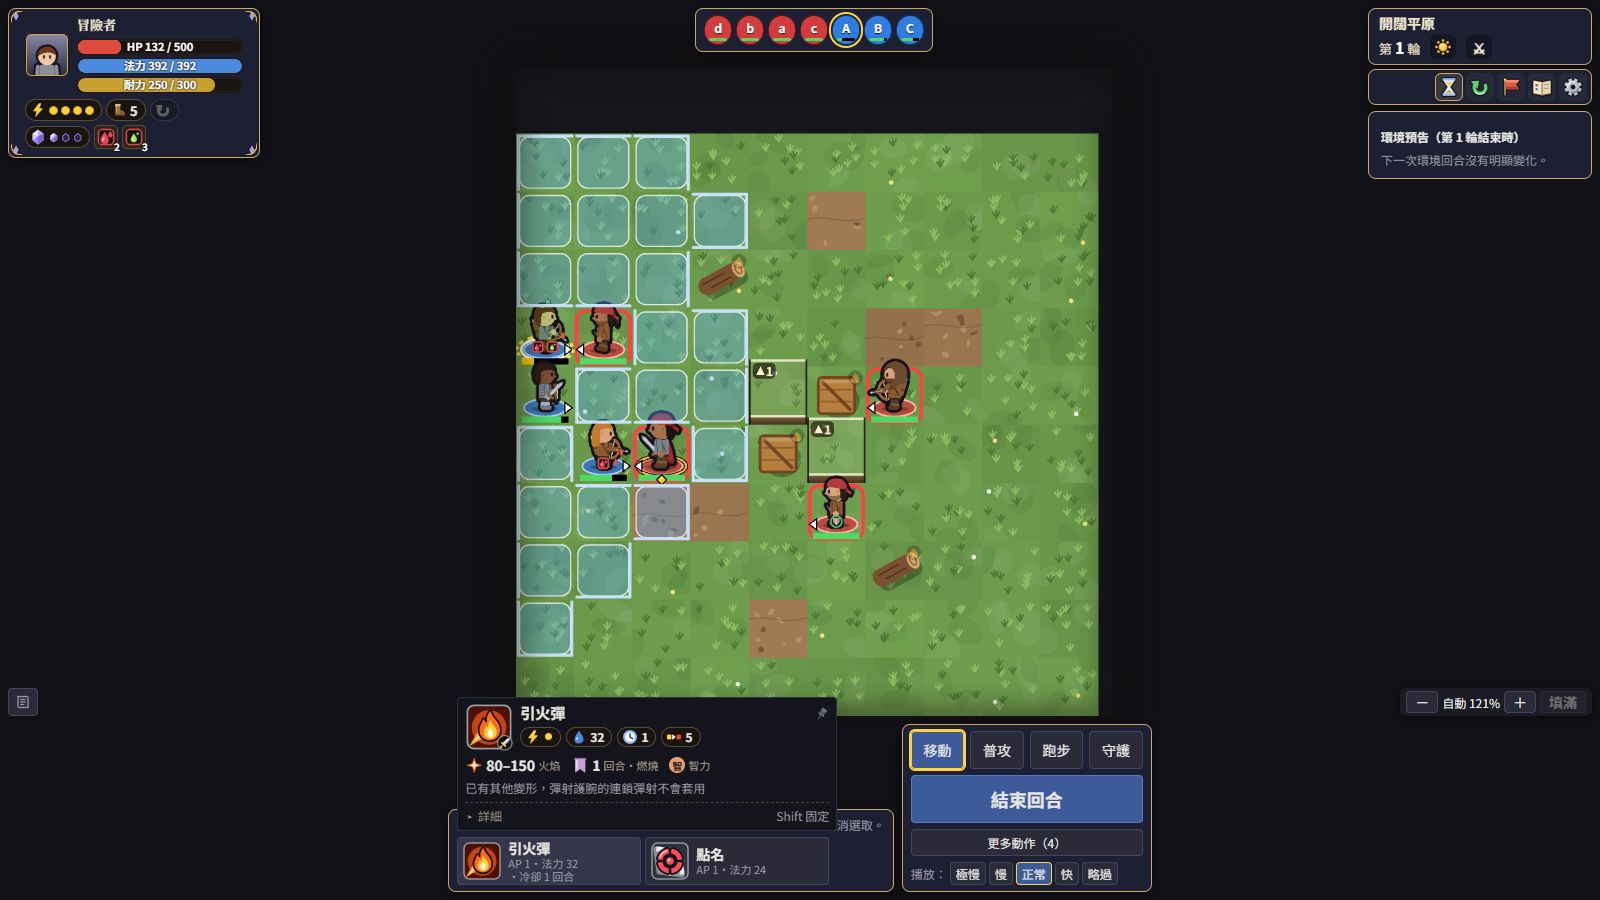 冒險者
HP 132 / 500
法力 392 / 392
耐力 250 / 300
5
2
3
d b a c A B C
開闊平原
第 1 輪
環境預告（第 1 輪結束時）
下一次環境回合沒有明顯變化。
▲1
▲1
自動 121%
填滿
引火彈
32
1
5
80–150 火焰
1 回合・燃燒
智 智力
已有其他變形，彈射護腕的連鎖彈射不會套用
▸ 詳細
Shift 固定
消選取。
引火彈
AP 1・法力 32
・冷卻 1 回合
點名
AP 1・法力 24
移動
普攻
跑步
守護
結束回合
更多動作（4）
播放：
極慢
慢
正常
快
略過